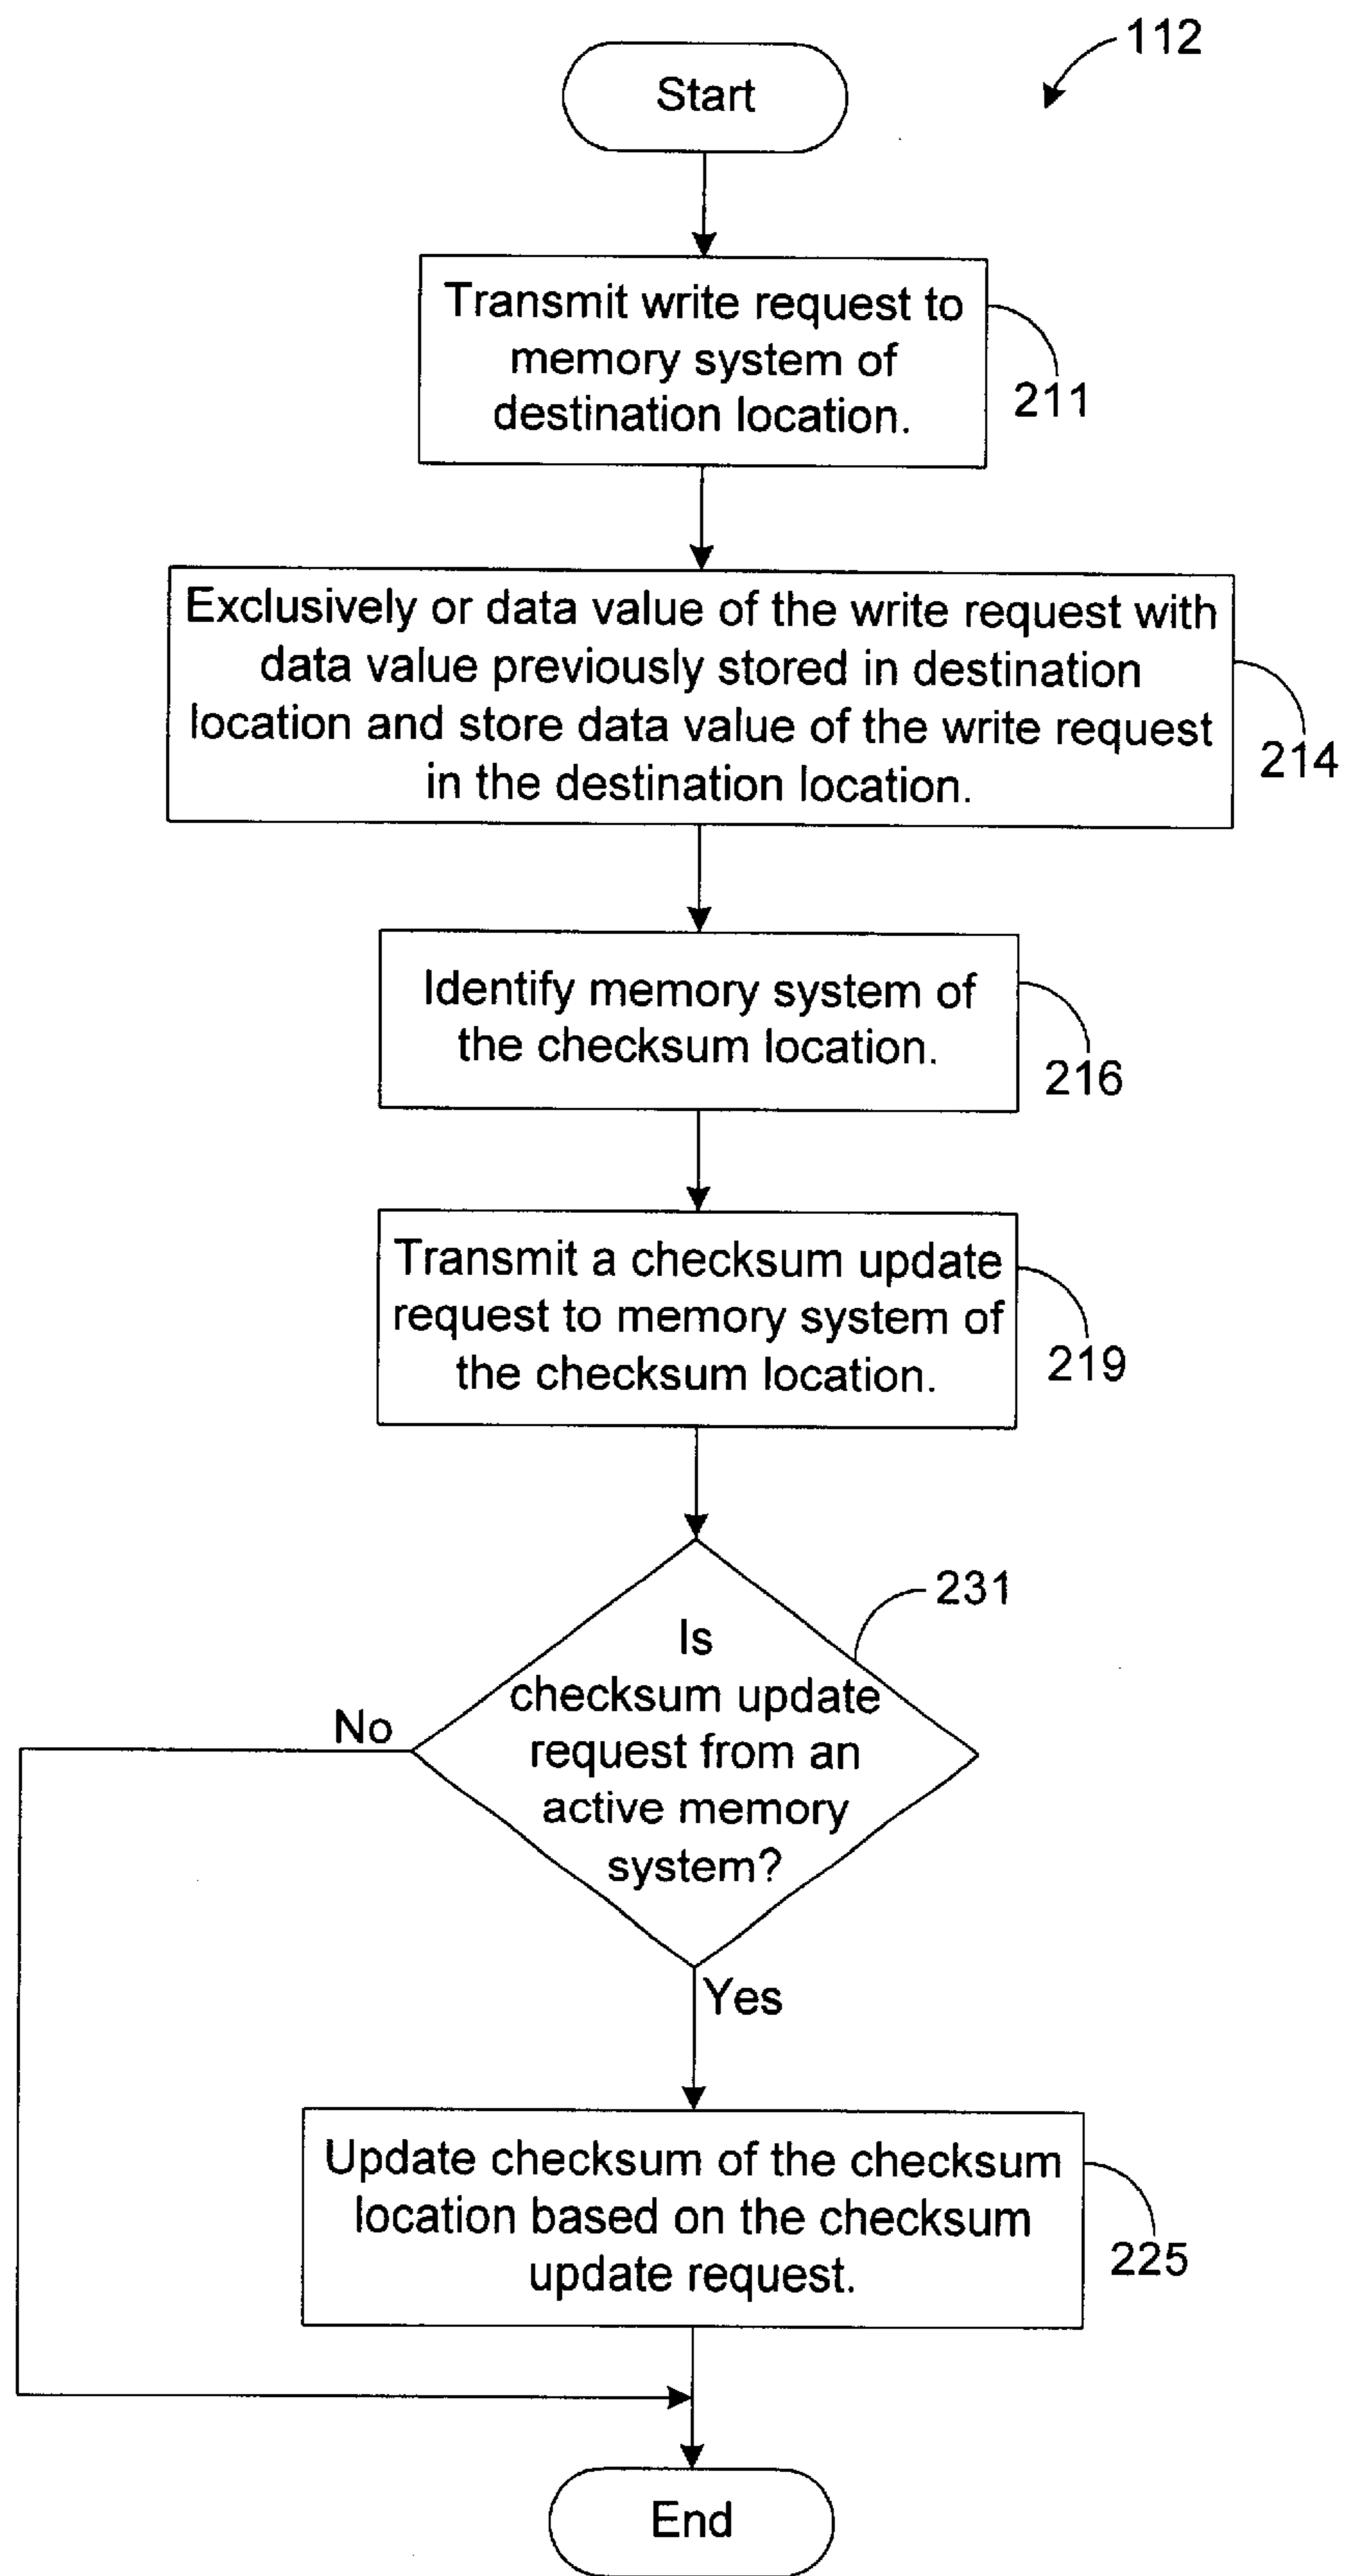 112
Start
Transmit write request to
memory system of
destination location.
211
Exclusively or data value of the write request with
data value previously stored in destination
location and store data value of the write request
in the destination location.
214
Identify memory system of
the checksum location.
216
Transmit a checksum update
request to memory system of
the checksum location.
219
231
Is
checksum update
request from an
active memory
system?
No
Yes
Update checksum of the checksum
location based on the checksum
update request.
225
End